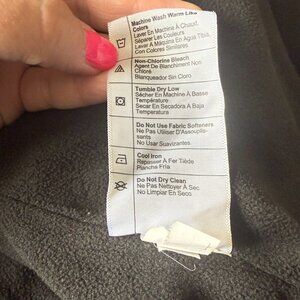 Machine Wash Warm Like
Colors
Laver En Machine À Chaud,
Séparer Les Couleurs
Lavar A Máquina En Agua Tibia,
Con Colores Similares
Non-Chlorine Bleach
Agent De Blanchiment Non
Chloré
Blanqueador Sin Cloro
Tumble Dry Low
Sécher En Machine À Basse
Température
Secar En Secadora A Baja
Temperatura
Do Not Use Fabric Softeners
Ne Pas Utiliser D'Assouplis-
sants
No Usar Suavizantes
Cool Iron
Repasser À Fer Tiède
Plancha Fria
Do Not Dry Clean
Ne Pas Nettoyer À Sec
No Limpiar En Seco